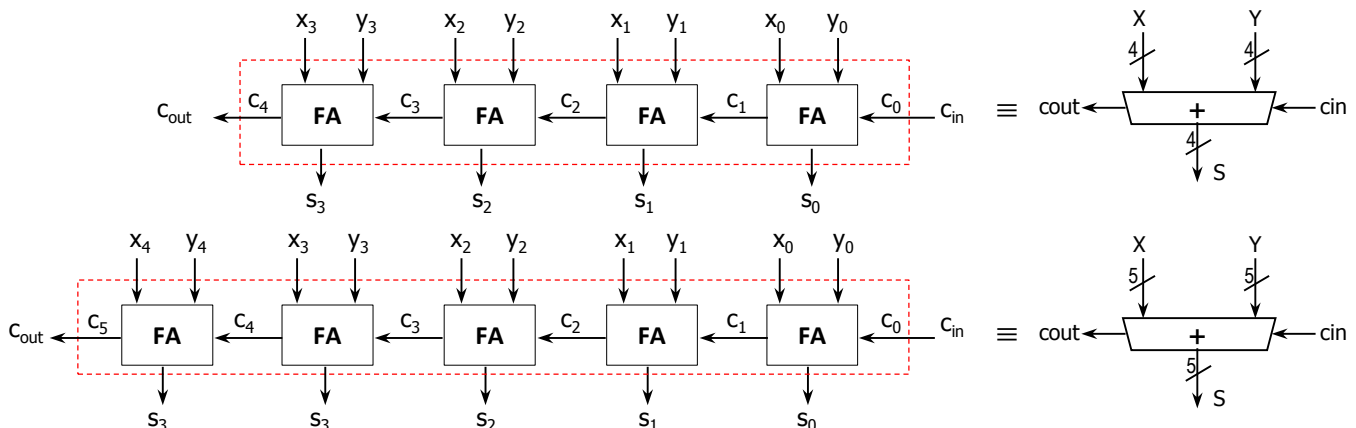 x3 y3 x2 y2 x1 y1 x0 y0 X Y
4 4
cout c4 FA c3 FA c2 FA c1 FA c0 cin ≡ cout + cin
4
s3 s2 s1 s0 S
x4 y4 x3 y3 x2 y2 x1 y1 x0 y0 X Y
5 5
cout c5 FA c4 FA c3 FA c2 FA c1 FA c0 cin ≡ cout + cin
5
s3 s3 s2 s1 s0 S